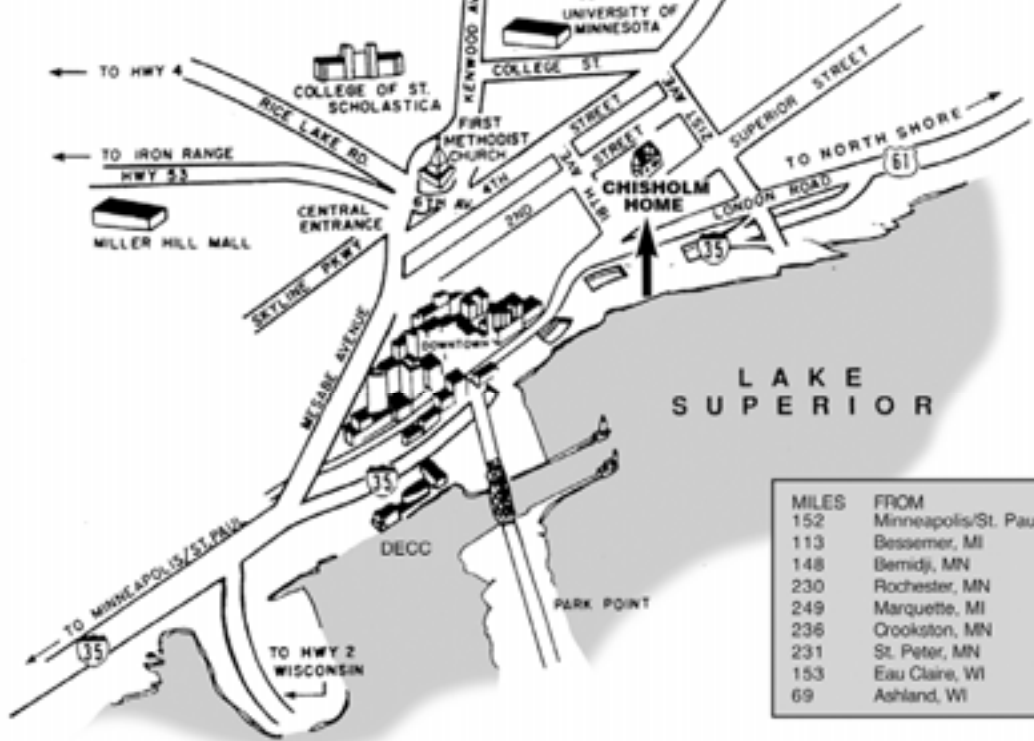 UNIVERSITY OF
MINNESOTA
KENWOOD AV
COLLEGE ST.
TO HWY 4
COLLEGE OF ST.
SCHOLASTICA
RICE LAKE RD.
FIRST
METHODIST
CHURCH
4TH STREET
2ND STREET
21ST AVE
SUPERIOR STREET
TO NORTH SHORE
61
TO IRON RANGE
HWY 53
MILLER HILL MALL
CENTRAL
ENTRANCE
6TH AV.
18TH AVE
CHISHOLM
HOME
LONDON ROAD
35
SKYLINE PKWY
MESABE AVENUE
DOWNTOWN
LAKE
SUPERIOR
35
DECC
TO MINNEAPOLIS/ST.PAUL
35
PARK POINT
TO HWY 2
WISCONSIN
MILES FROM
152 Minneapolis/St. Pau
113 Bessemer, MI
148 Bemidji, MN
230 Rochester, MN
249 Marquette, MI
236 Crookston, MN
231 St. Peter, MN
153 Eau Claire, WI
69 Ashland, WI